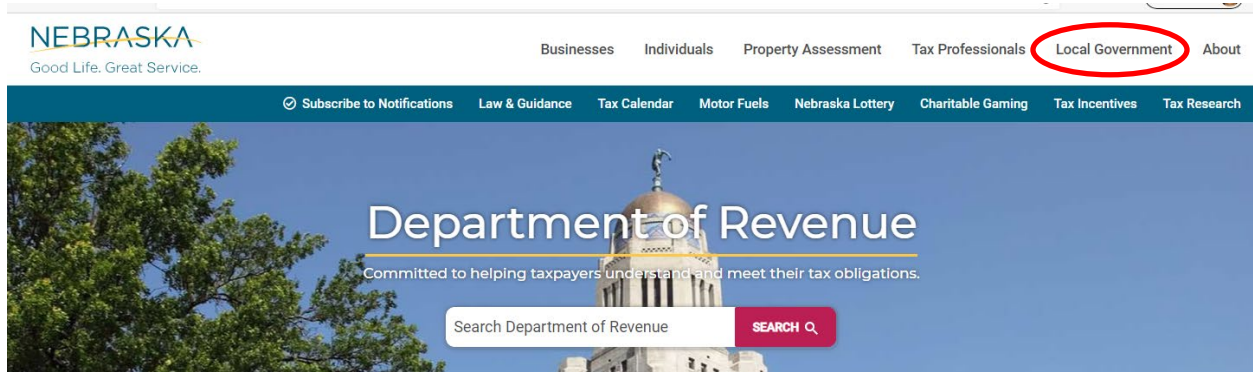 NEBRASKA
Good Life. Great Service.
Businesses Individuals Property Assessment Tax Professionals Local Government About
Subscribe to Notifications Law & Guidance Tax Calendar Motor Fuels Nebraska Lottery Charitable Gaming Tax Incentives Tax Research
Department of Revenue
Committed to helping taxpayers understand and meet their tax obligations.
Search Department of Revenue SEARCH